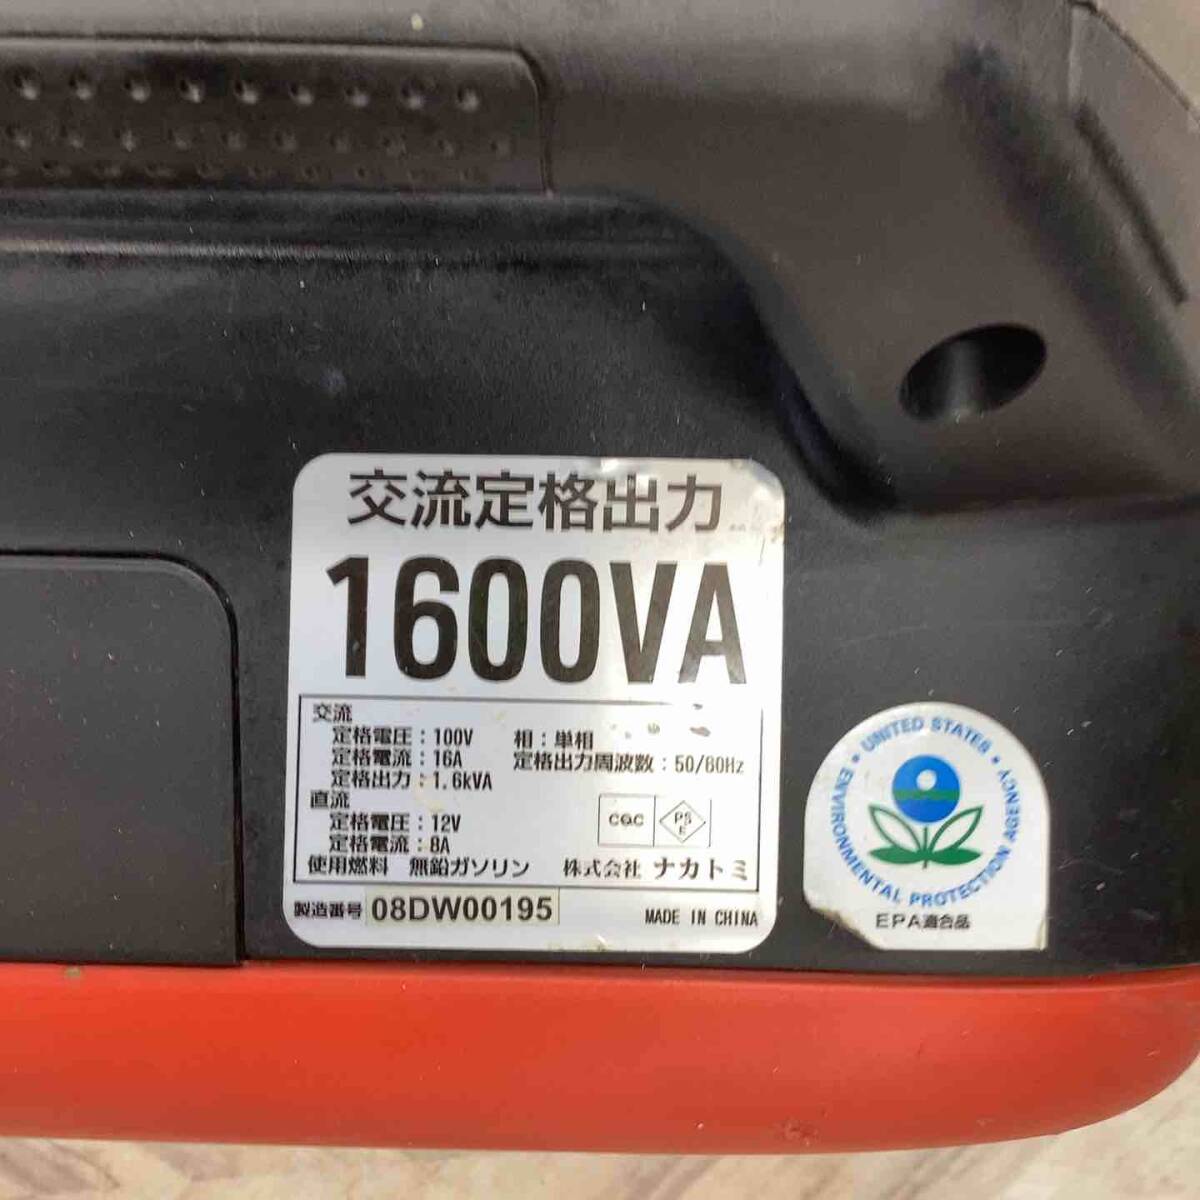 交流定格出力
1600VA
交流
定格電圧：100V 相：単相
定格電流：16A 定格出力周波数：50/60Hz
定格出力：1.6kVA
直流
定格電圧：12V
定格電流：8A
CQC PSE
使用燃料 無鉛ガソリン 株式会社 ナカトミ
製造番号 08DW00195 MADE IN CHINA
UNITED STATES
ENVIRONMENTAL PROTECTION AGENCY
EPA適合品